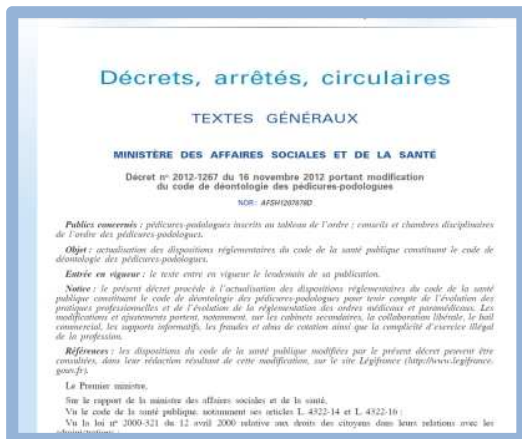 Décrets, arrêtés, circulaires
TEXTES GÉNÉRAUX
MINISTÈRE DES AFFAIRES SOCIALES ET DE LA SANTÉ
Décret nº 2012-1267 du 16 novembre 2012 portant modification
du code de déontologie des pédicures-podologues
NOR : AFSH1207678D
Publics concernés : pédicures-podologues inscrits au tableau de l'ordre ; conseils et chambres disciplinaires
de l'ordre des pédicures-podologues.
Objet : actualisation des dispositions réglementaires du code de la santé publique constituant le code de
déontologie des pédicures-podologues.
Entrée en vigueur : le texte entre en vigueur le lendemain de sa publication.
Notice : le présent décret procède à l'actualisation des dispositions réglementaires du code de la santé
publique constituant le code de déontologie des pédicures-podologues pour tenir compte de l'évolution des
pratiques professionnelles et de l'évolution de la réglementation des ordres médicaux et paramédicaux. Les
modifications et ajustements portent, notamment, sur les cabinets secondaires, la collaboration libérale, le bail
commercial, les supports informatifs, les fraudes et abus de cotation ainsi que la complicité d'exercice illégal
de la profession.
Références : les dispositions du code de la santé publique modifiées par le présent décret peuvent être
consultées, dans leur rédaction résultant de cette modification, sur le site Légifrance (http://www.legifrance.
gouv.fr).
Le Premier ministre,
Sur le rapport de la ministre des affaires sociales et de la santé,
Vu le code de la santé publique, notamment ses articles L. 4322-14 et L. 4322-16 ;
Vu la loi nº 2000-321 du 12 avril 2000 relative aux droits des citoyens dans leurs relations avec les